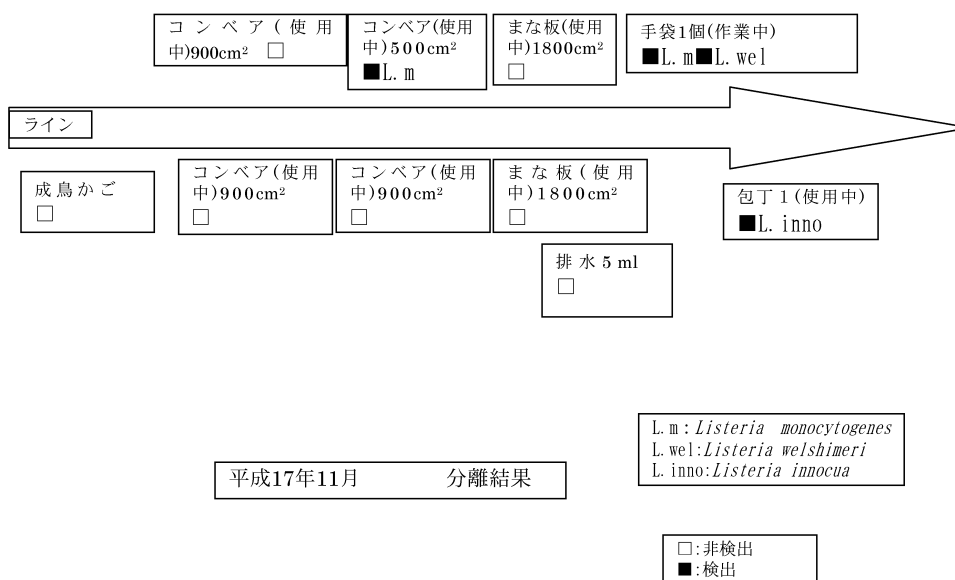 コンベア(使用
中)900cm² □
コンベア(使用
中)500cm²
■L.m
まな板(使用
中)1800cm²
□
手袋1個(作業中)
■L.m■L.wel
ライン
成鳥かご
□
コンベア(使用
中)900cm²
□
コンベア(使用
中)900cm²
□
まな板(使用
中)1800cm²
□
包丁1(使用中)
■L.inno
排水5ml
□
L.m:Listeria monocytogenes
L.wel:Listeria welshimeri
L.inno:Listeria innocua
平成17年11月 分離結果
□:非検出
■:検出